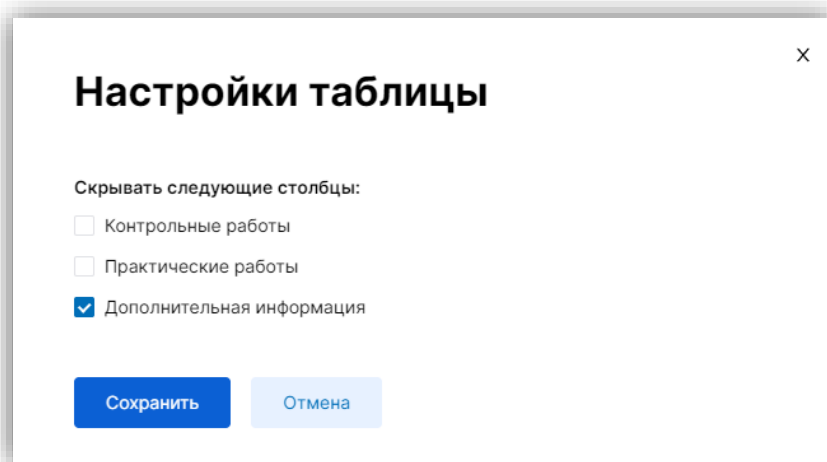 X
Настройки таблицы
Скрывать следующие столбцы:
Контрольные работы
Практические работы
Дополнительная информация
Сохранить Отмена